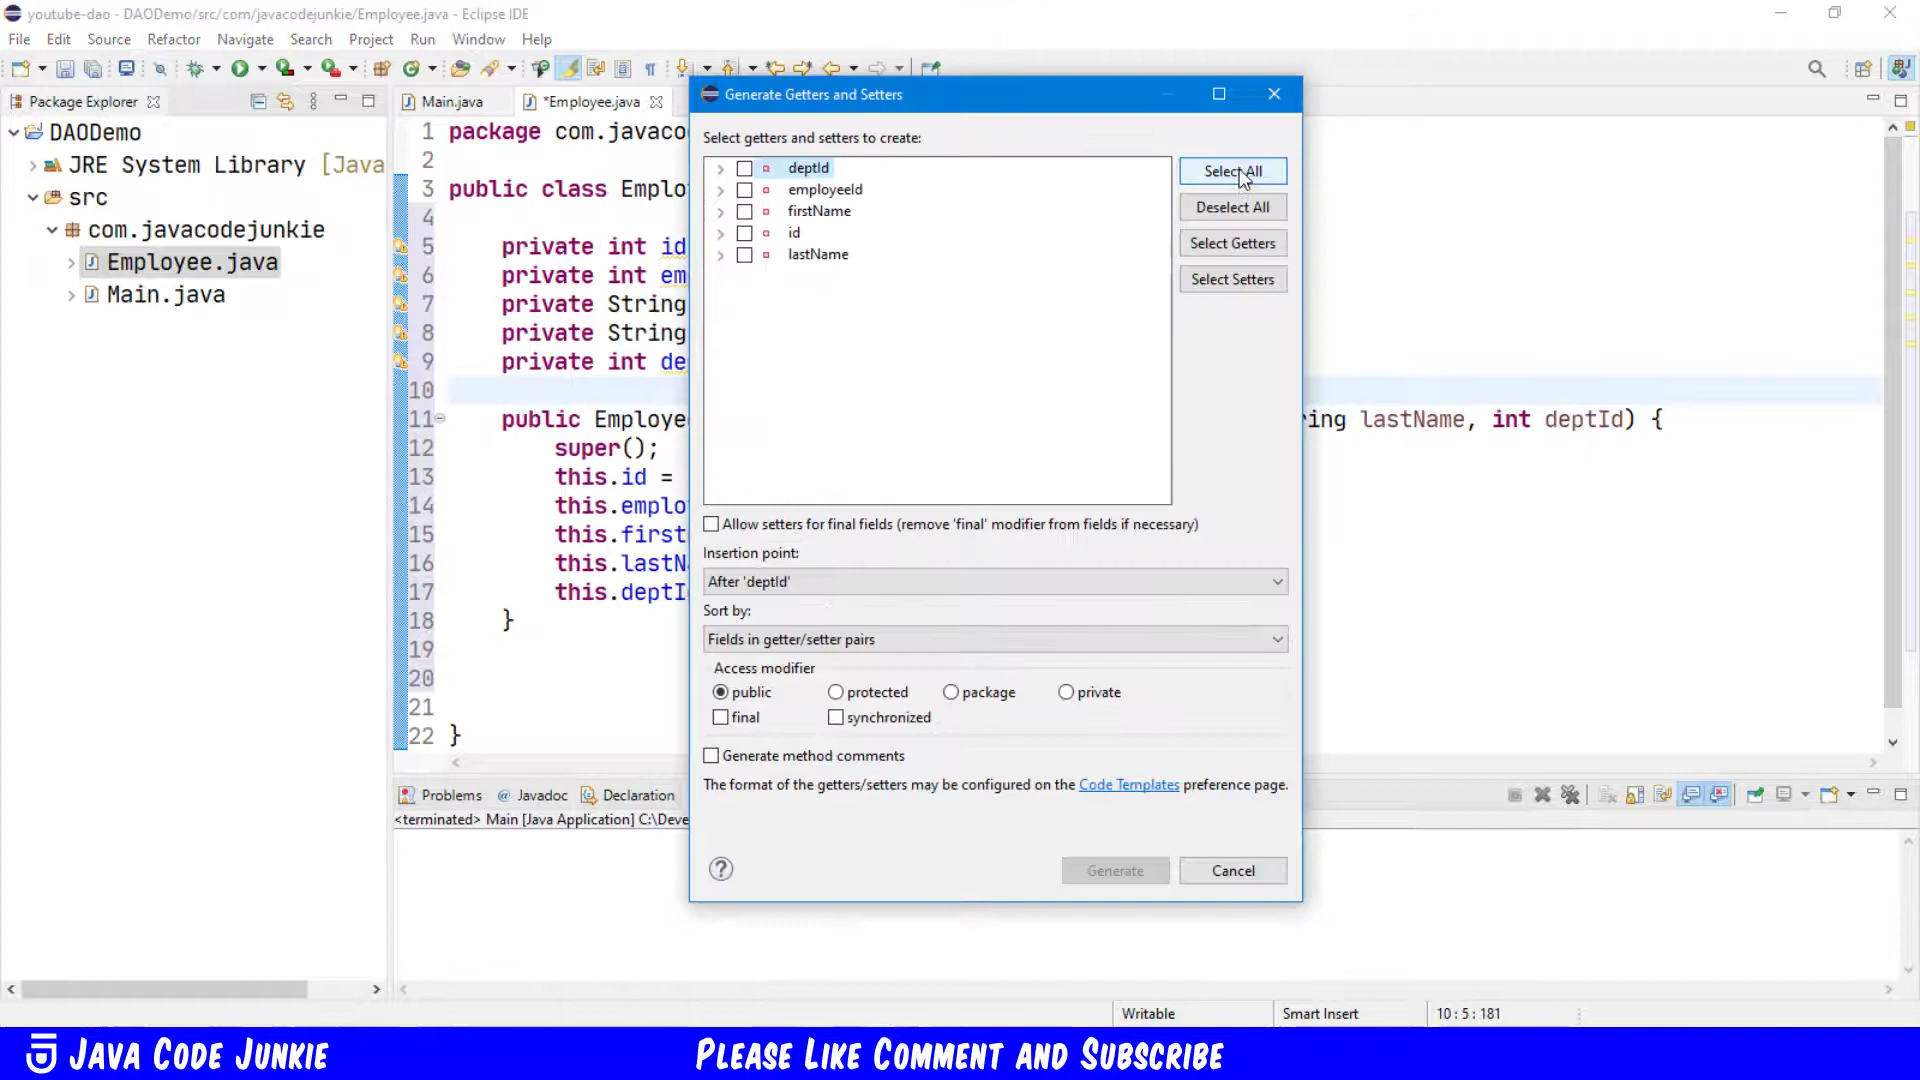 youtube-dao - DAODemo/src/com/javacodejunkie/Employee.java - Eclipse IDE
File Edit Source Refactor Navigate Search Project Run Window Help
Package Explorer
Main.java *Employee.java
DAODemo
JRE System Library [Java
src
com.javacodejunkie
Employee.java
Main.java
1 package com.javaco
2
3 public class Emplo
4
5 private int id
6 private int em
7 private String
8 private String
9 private int de
10
11 public Employe ing lastName, int deptId) {
12 super();
13 this.id =
14 this.emplo
15 this.first
16 this.lastN
17 this.deptI
18 }
19
20
21
22 }
Generate Getters and Setters
Select getters and setters to create:
deptId
employeeId
firstName
id
lastName
Select All
Deselect All
Select Getters
Select Setters
Allow setters for final fields (remove 'final' modifier from fields if necessary)
Insertion point:
After 'deptId'
Sort by:
Fields in getter/setter pairs
Access modifier
public protected package private
final synchronized
Generate method comments
The format of the getters/setters may be configured on the Code Templates preference page.
Generate Cancel
Problems Javadoc Declaration
<terminated> Main [Java Application] C:\Deve
Writable Smart Insert 10 : 5 : 181
Java Code Junkie
Please Like Comment and Subscribe